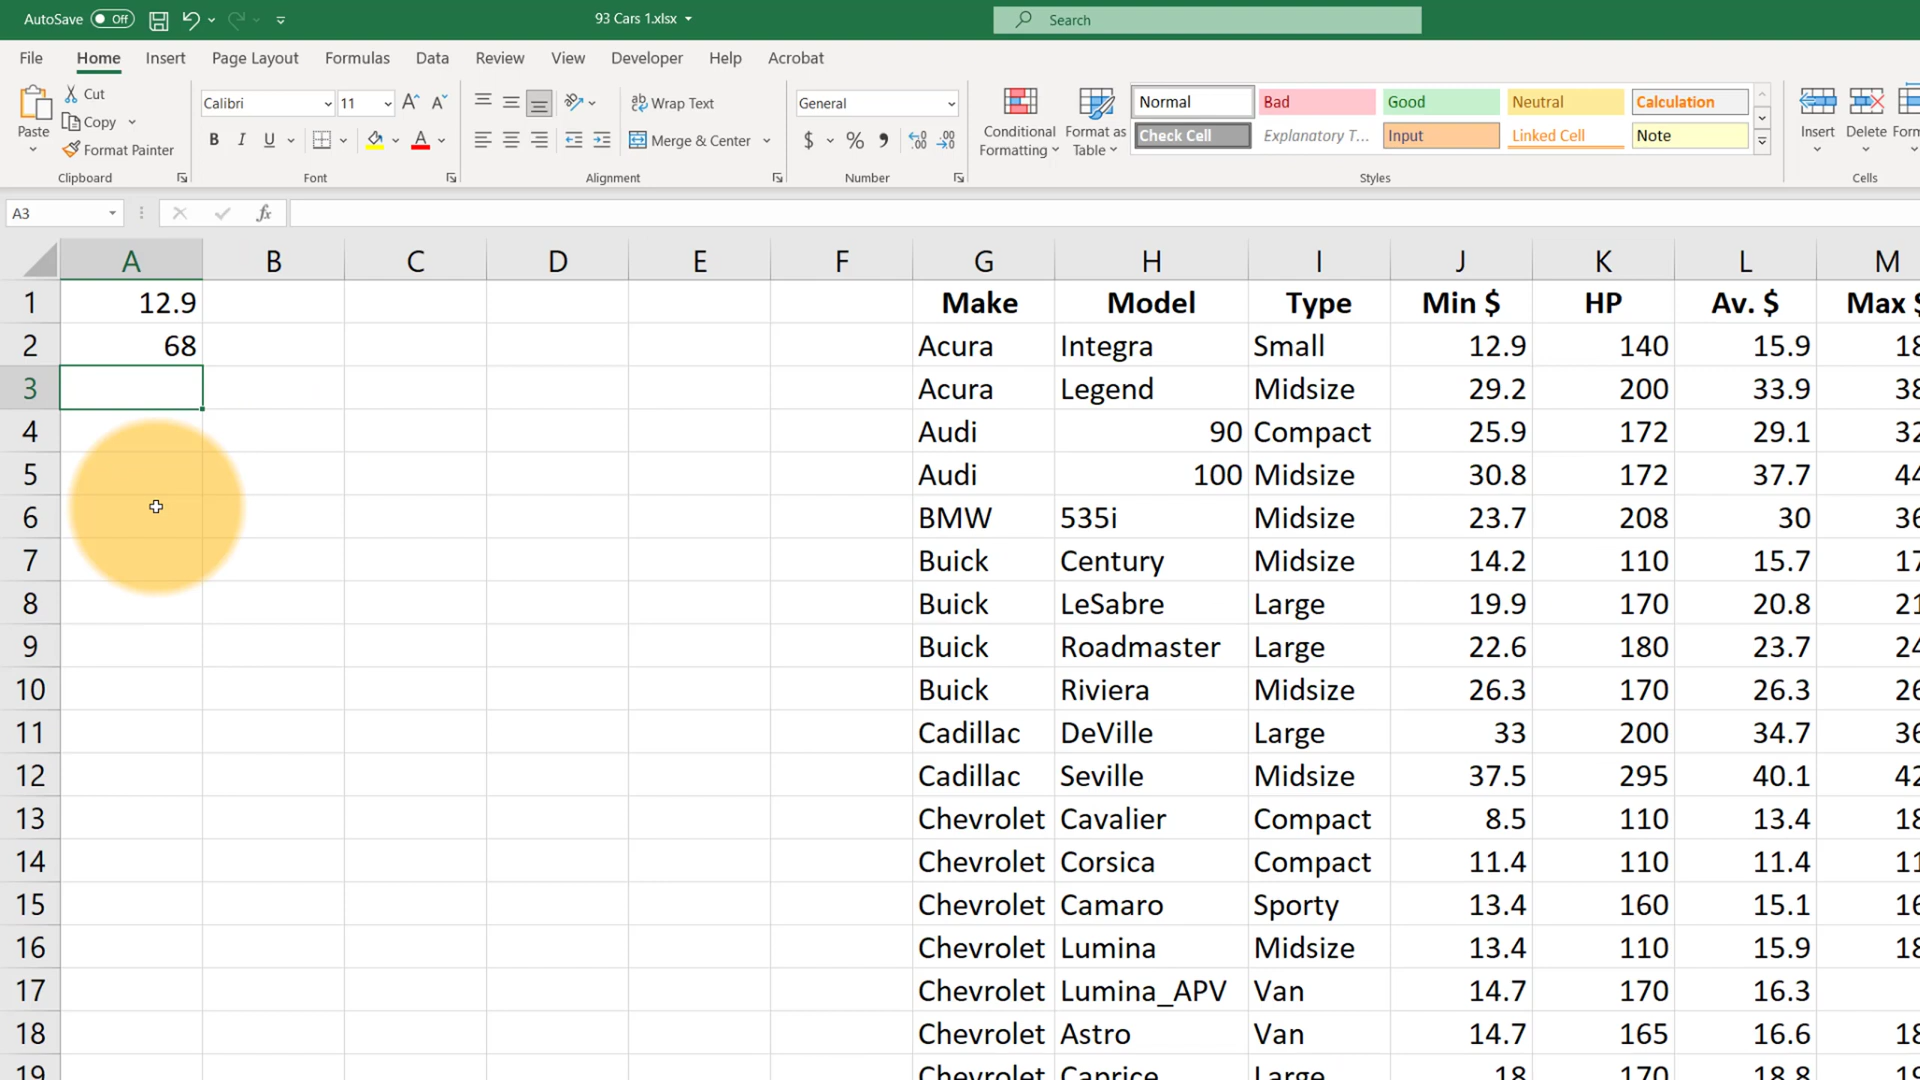 AutoSave Off 93 Cars 1.xlsx Search
File Home Insert Page Layout Formulas Data Review View Developer Help Acrobat
Paste Cut Copy Format Painter Clipboard
Calibri 11 B I U A Font
Wrap Text Merge & Center Alignment
General $ % Number
Conditional Formatting Format as Table
Normal Bad Good Neutral Calculation
Check Cell Explanatory T... Input Linked Cell Note
Styles
Insert Delete Cells
A3 fx
A B C D E F G H I J K L M
1 12.9 Make Model Type Min $ HP Av. $ Max
2 68 Acura Integra Small 12.9 140 15.9
3 Acura Legend Midsize 29.2 200 33.9
4 Audi 90 Compact 25.9 172 29.1
5 Audi 100 Midsize 30.8 172 37.7
6 BMW 535i Midsize 23.7 208 30
7 Buick Century Midsize 14.2 110 15.7
8 Buick LeSabre Large 19.9 170 20.8
9 Buick Roadmaster Large 22.6 180 23.7
10 Buick Riviera Midsize 26.3 170 26.3
11 Cadillac DeVille Large 33 200 34.7
12 Cadillac Seville Midsize 37.5 295 40.1
13 Chevrolet Cavalier Compact 8.5 110 13.4
14 Chevrolet Corsica Compact 11.4 110 11.4
15 Chevrolet Camaro Sporty 13.4 160 15.1
16 Chevrolet Lumina Midsize 13.4 110 15.9
17 Chevrolet Lumina_APV Van 14.7 170 16.3
18 Chevrolet Astro Van 14.7 165 16.6
19 Chevrolet Caprice Large 18 170 18.8